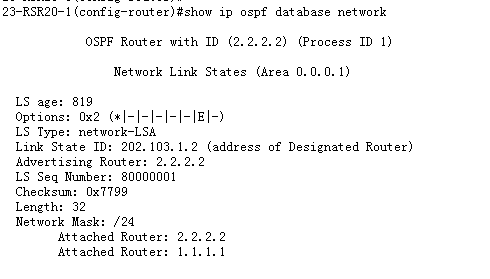 23-RSR20-1(config-router)#show ip ospf database network
OSPF Router with ID (2.2.2.2) (Process ID 1)
Network Link States (Area 0.0.0.1)
LS age: 819
Options: 0x2 (*|-|-|-|-|-|E|-)
LS Type: network-LSA
Link State ID: 202.103.1.2 (address of Designated Router)
Advertising Router: 2.2.2.2
LS Seq Number: 80000001
Checksum: 0x7799
Length: 32
Network Mask: /24
Attached Router: 2.2.2.2
Attached Router: 1.1.1.1